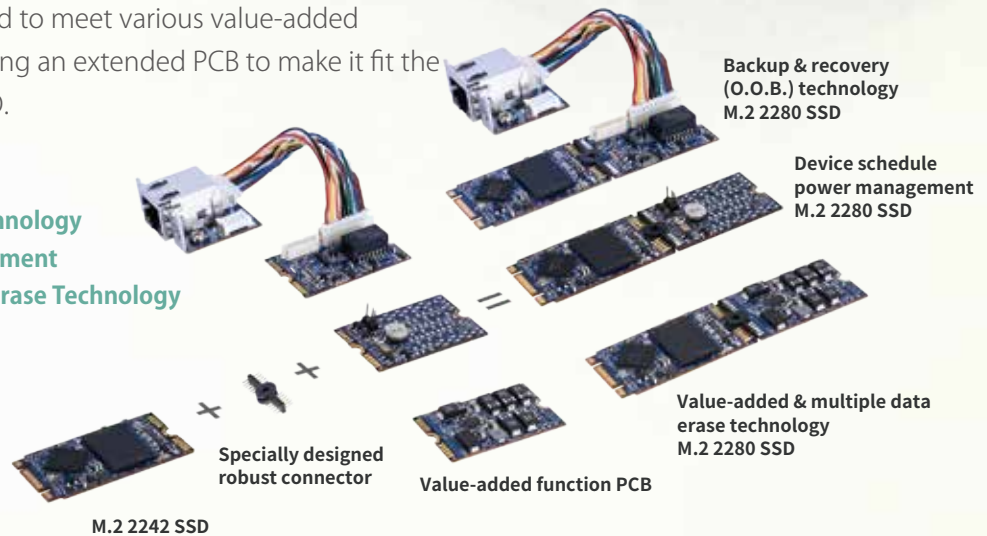 d to meet various value-added
ng an extended PCB to make it fit the
Backup & recovery
(O.O.B.) technology
M.2 2280 SSD
Device schedule
power management
M.2 2280 SSD
hnology
ment
rase Technology
Value-added & multiple data
erase technology
M.2 2280 SSD
Specially designed
robust connector
Value-added function PCB
M.2 2242 SSD